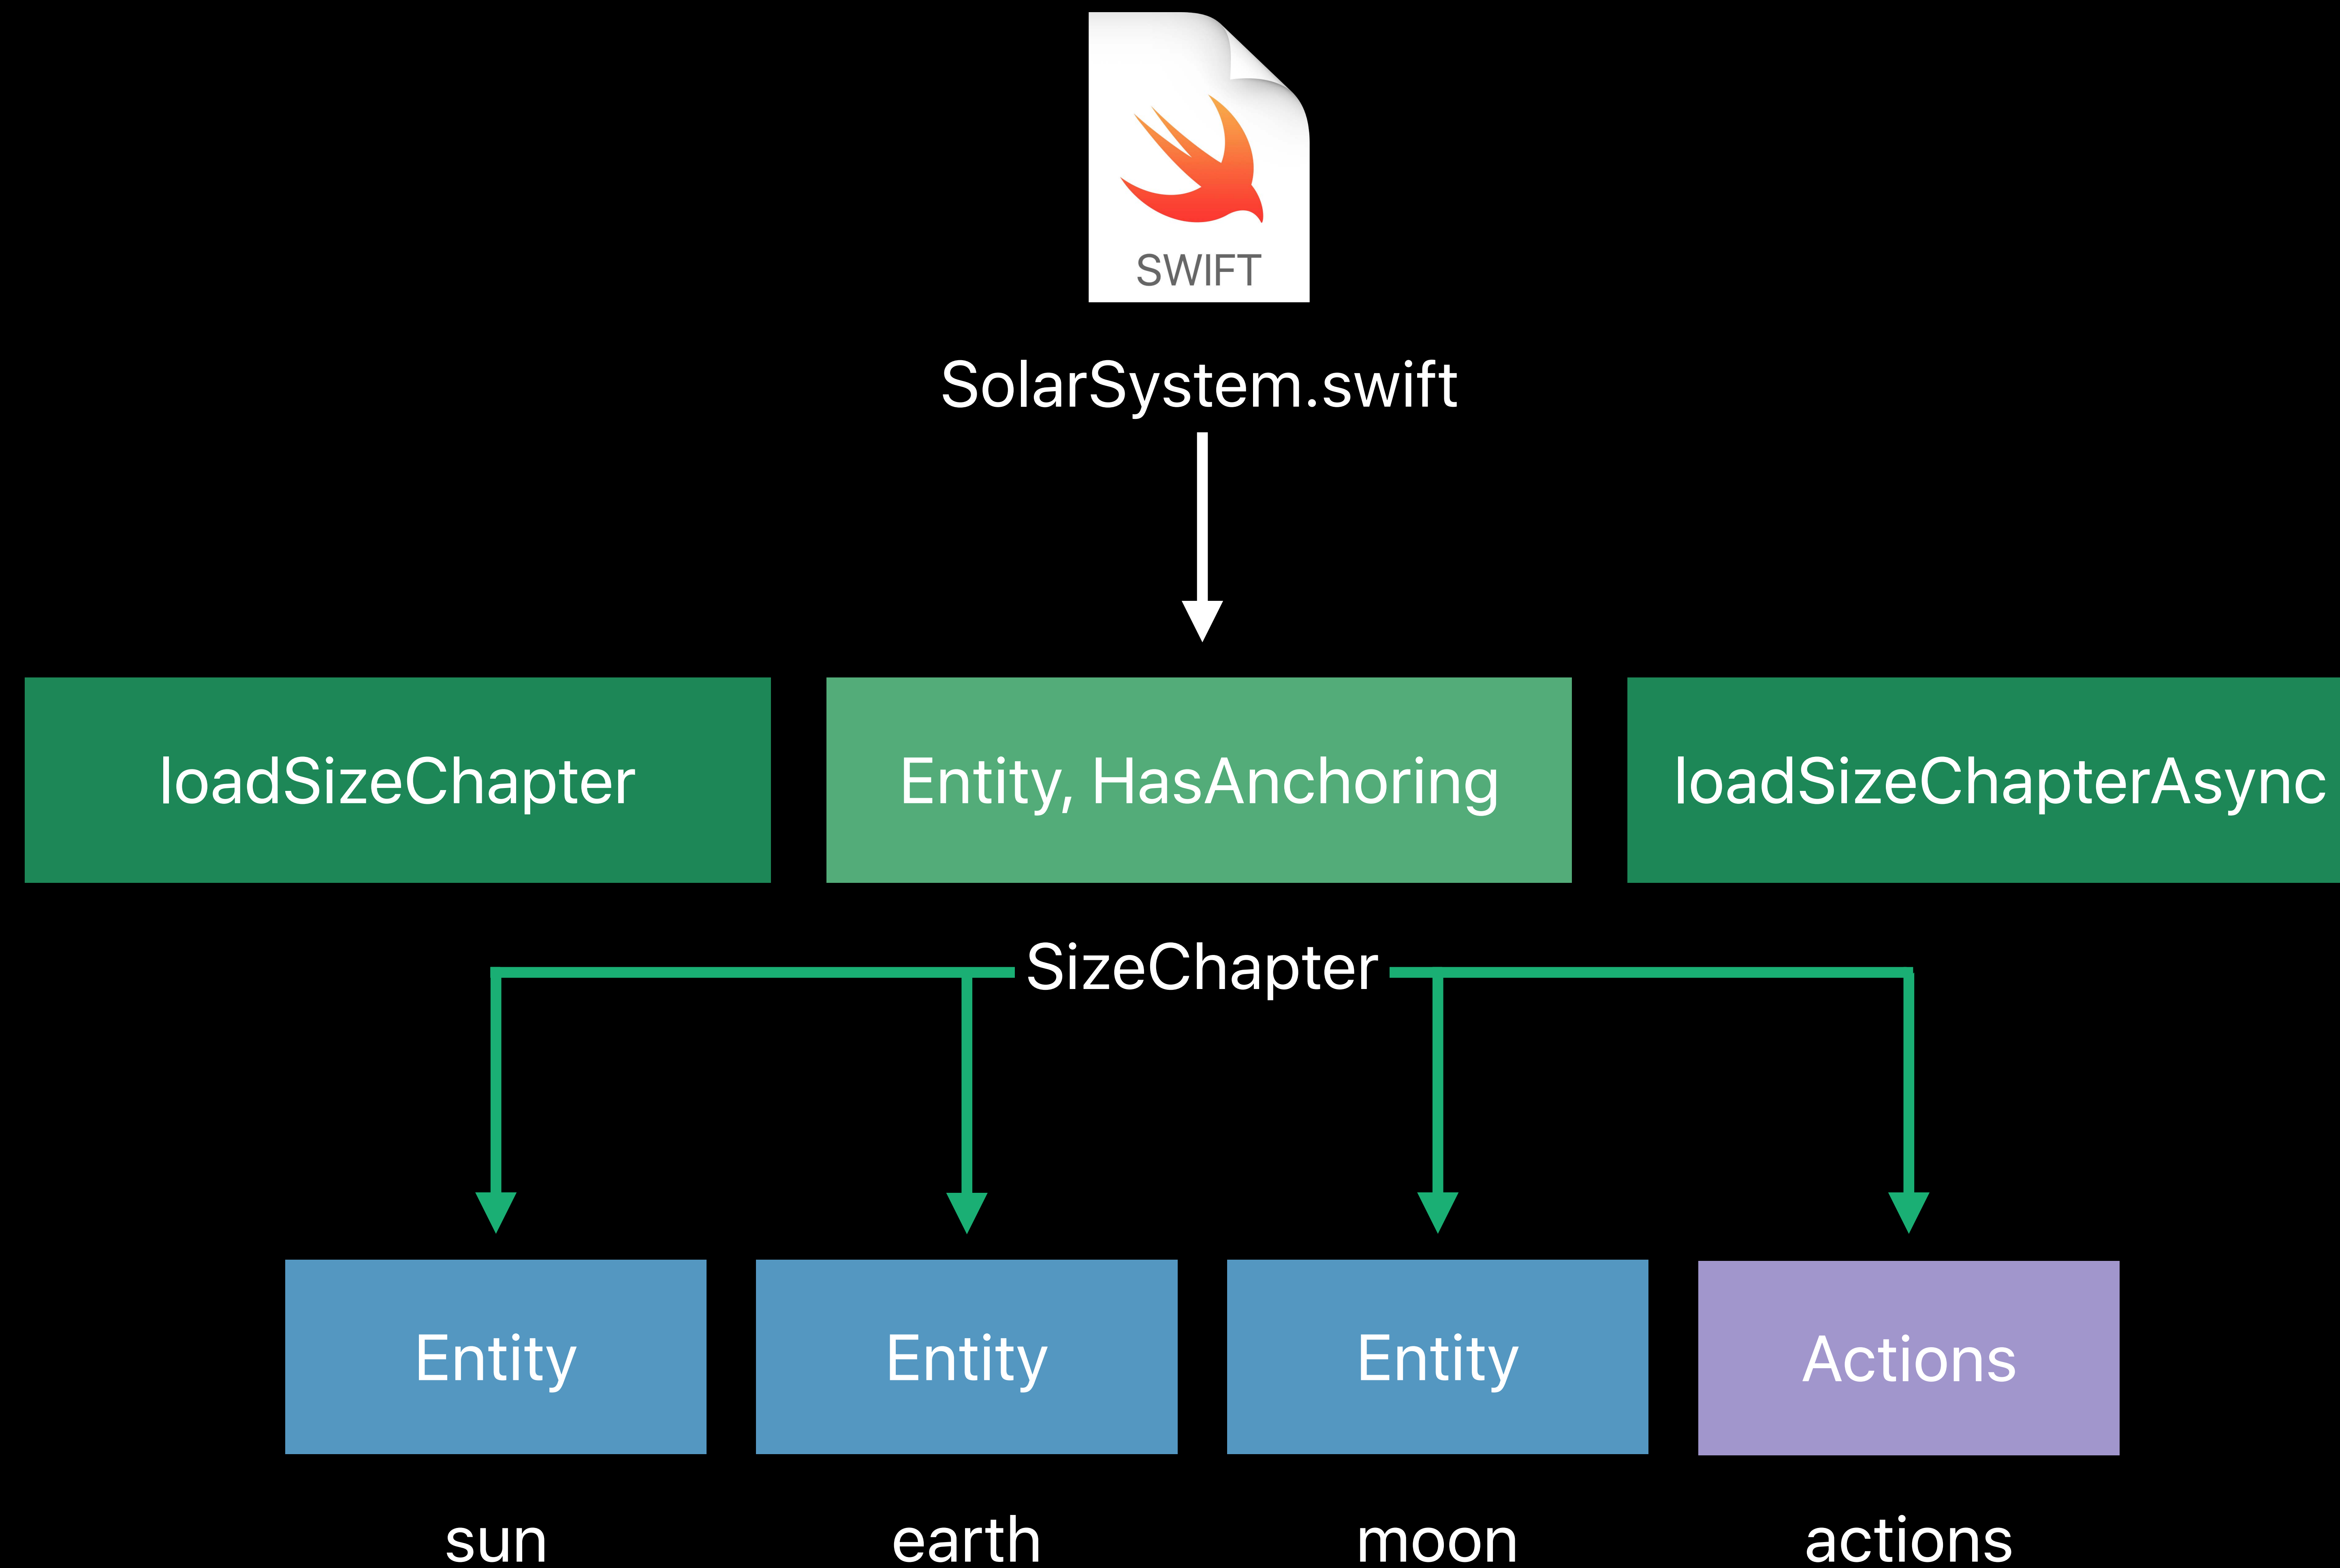 SWIFT
SolarSystem.swift
loadSizeChapter
Entity, HasAnchoring
loadSizeChapterAsync
SizeChapter
Entity
Entity
Entity
Actions
sun
earth
moon
actions